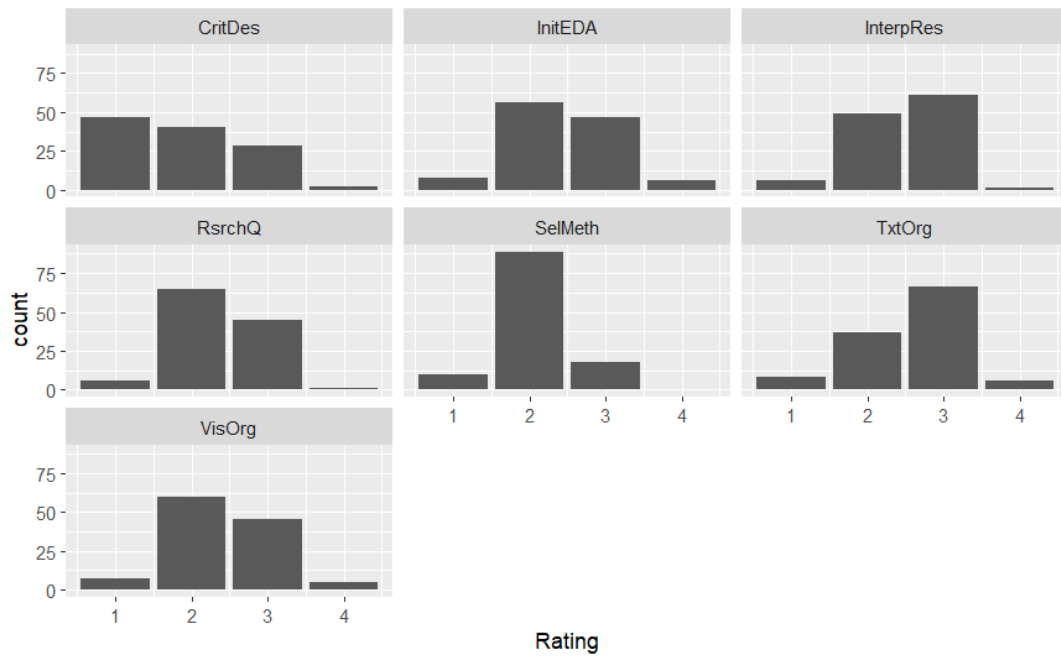 CritDes InitEDA InterpRes
75
50
25
0
RsrchQ SelMeth TxtOrg
75
50
25
0
1 2 3 4 1 2 3 4
VisOrg
75
50
25
0
1 2 3 4
count
Rating